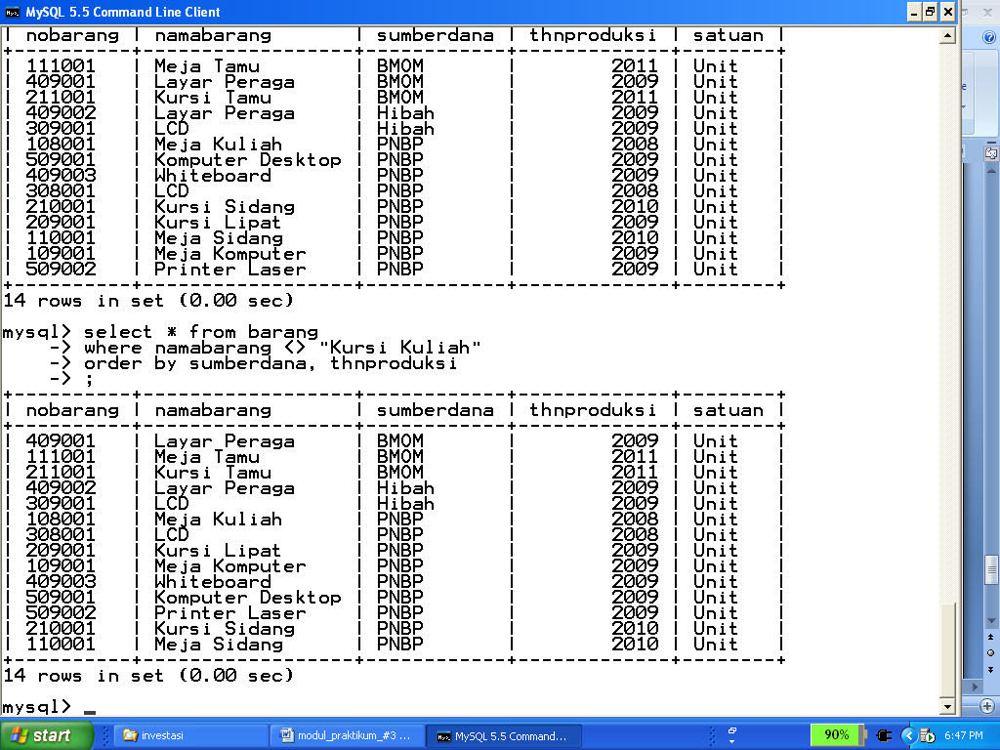 MySQL 5.5 Command Line Client
| nobarang | namabarang | sumberdana | thnproduksi | satuan |
+----------+------------------+------------+-------------+--------+
| 111001 | Meja Tamu | BMOM | 2011 | Unit |
| 409001 | Layar Peraga | BMOM | 2009 | Unit |
| 211001 | Kursi Tamu | BMOM | 2011 | Unit |
| 409002 | Layar Peraga | Hibah | 2009 | Unit |
| 309001 | LCD | Hibah | 2009 | Unit |
| 108001 | Meja Kuliah | PNBP | 2008 | Unit |
| 509001 | Komputer Desktop | PNBP | 2009 | Unit |
| 409003 | Whiteboard | PNBP | 2009 | Unit |
| 308001 | LCD | PNBP | 2008 | Unit |
| 210001 | Kursi Sidang | PNBP | 2010 | Unit |
| 209001 | Kursi Lipat | PNBP | 2009 | Unit |
| 110001 | Meja Sidang | PNBP | 2010 | Unit |
| 109001 | Meja Komputer | PNBP | 2009 | Unit |
| 509002 | Printer Laser | PNBP | 2009 | Unit |
+----------+------------------+------------+-------------+--------+
14 rows in set (0.00 sec)
mysql> select * from barang
-> where namabarang <> "Kursi Kuliah"
-> order by sumberdana, thnproduksi
-> ;
+----------+------------------+------------+-------------+--------+
| nobarang | namabarang | sumberdana | thnproduksi | satuan |
+----------+------------------+------------+-------------+--------+
| 409001 | Layar Peraga | BMOM | 2009 | Unit |
| 111001 | Meja Tamu | BMOM | 2011 | Unit |
| 211001 | Kursi Tamu | BMOM | 2011 | Unit |
| 409002 | Layar Peraga | Hibah | 2009 | Unit |
| 309001 | LCD | Hibah | 2009 | Unit |
| 108001 | Meja Kuliah | PNBP | 2008 | Unit |
| 308001 | LCD | PNBP | 2008 | Unit |
| 209001 | Kursi Lipat | PNBP | 2009 | Unit |
| 109001 | Meja Komputer | PNBP | 2009 | Unit |
| 409003 | Whiteboard | PNBP | 2009 | Unit |
| 509001 | Komputer Desktop | PNBP | 2009 | Unit |
| 509002 | Printer Laser | PNBP | 2009 | Unit |
| 210001 | Kursi Sidang | PNBP | 2010 | Unit |
| 110001 | Meja Sidang | PNBP | 2010 | Unit |
+----------+------------------+------------+-------------+--------+
14 rows in set (0.00 sec)
mysql> _
start investasi modul_praktikum_#3 ... MySQL 5.5 Command... 90% 6:47 PM